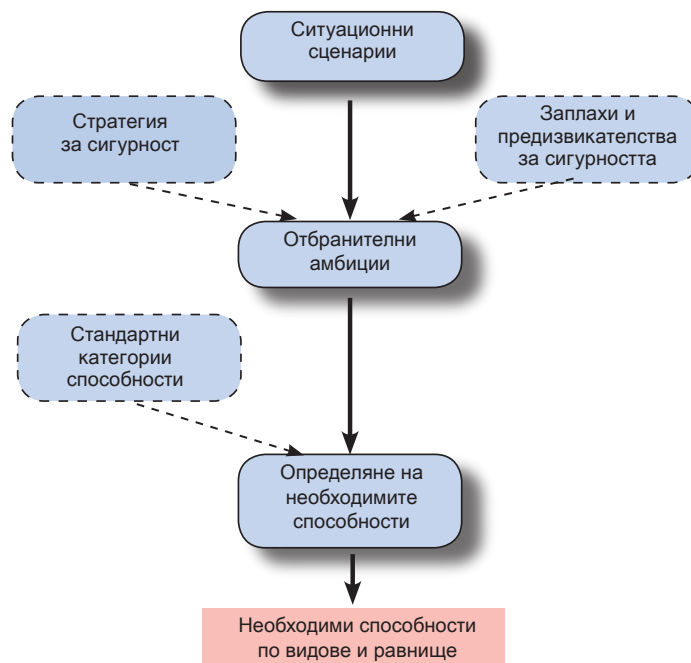 Ситуационни
сценарии
Стратегия
за сигурност
Заплахи и
предизвикателства
за сигурността
Отбранителни
амбиции
Стандартни
категории
способности
Определяне на
необходимите
способности
Необходими способности
по видове и равнище